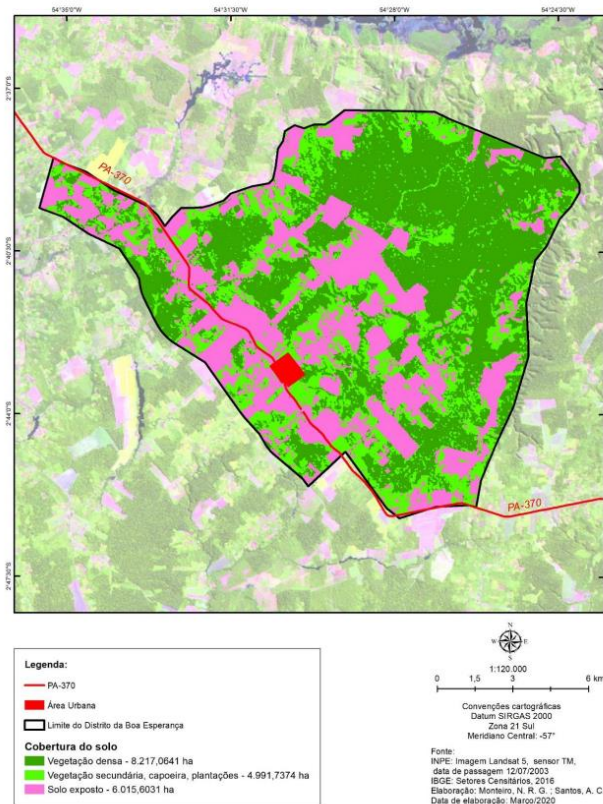 54°35'0"W
54°31'30"W
54°28'0"W
54°24'30"W
2°37'0"S
2°40'30"S
2°44'0"S
2°47'30"S
PA-370
PA-370
Legenda:
PA-370
Área Urbana
Limite do Distrito da Boa Esperança
Cobertura do solo
Vegetação densa - 8.217,0641 ha
Vegetação secundária, capoeira, plantações - 4.991,7374 ha
Solo exposto - 6.015,6031 ha
N
W E
S
1:120.000
0 1,5 3 6 km
Convenções cartográficas
Datum SIRGAS 2000
Zona 21 Sul
Meridiano Central: -57°
Fonte:
INPE: Imagem Landsat 5, sensor TM,
data de passagem 12/07/2003
IBGE: Setores Censitários, 2016
Elaboração: Monteiro, N. R. G. ; Santos, A. C.
Data de elaboração: Março/2020